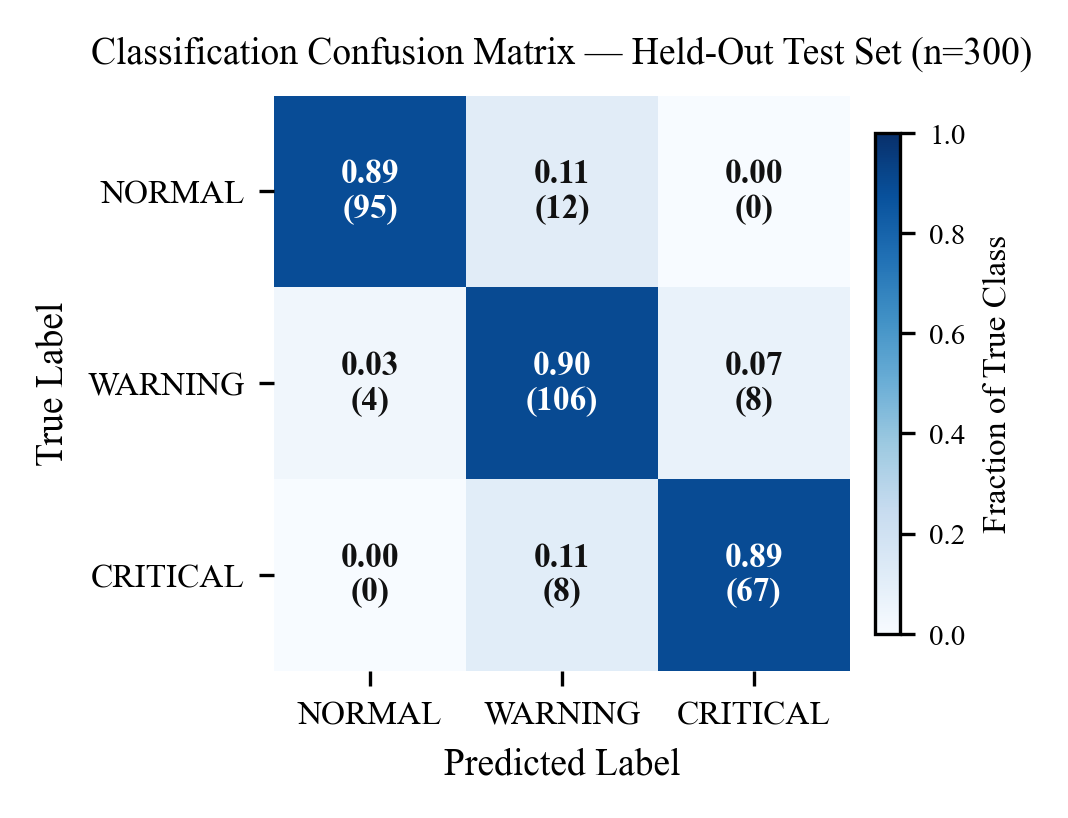 Classification Confusion Matrix — Held-Out Test Set (n=300)
True Label
NORMAL
0.89
(95)
0.11
(12)
0.00
(0)
WARNING
0.03
(4)
0.90
(106)
0.07
(8)
CRITICAL
0.00
(0)
0.11
(8)
0.89
(67)
NORMAL
WARNING
CRITICAL
Predicted Label
1.0
0.8
0.6
0.4
0.2
0.0
Fraction of True Class